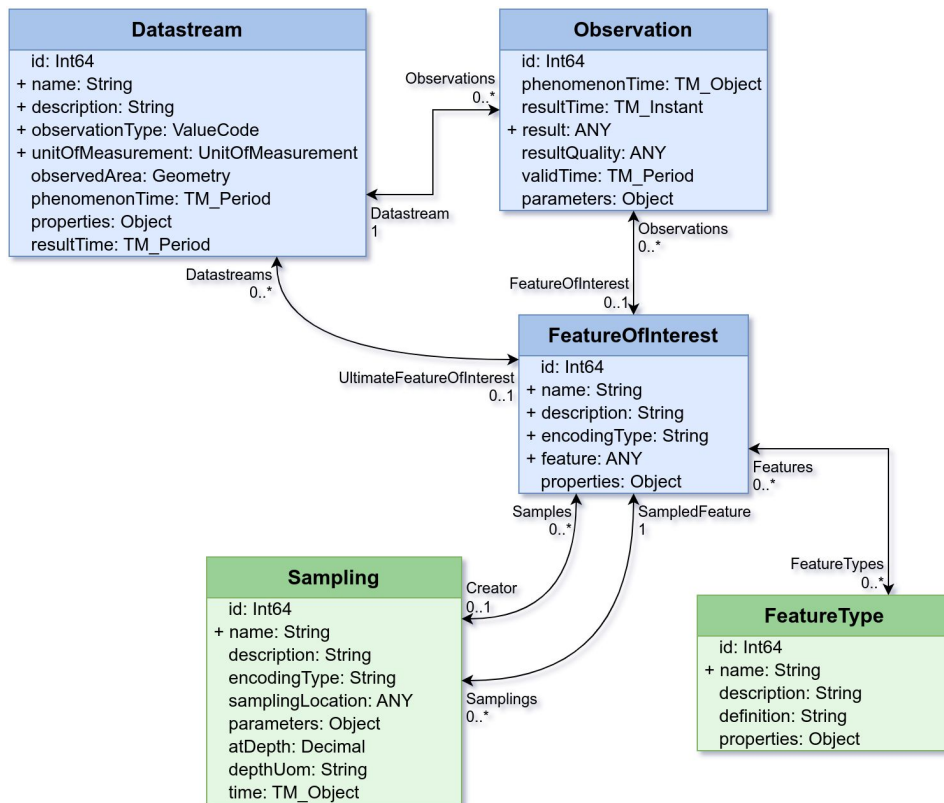 Datastream
id: Int64
+ name: String
+ description: String
+ observationType: ValueCode
+ unitOfMeasurement: UnitOfMeasurement
observedArea: Geometry
phenomenonTime: TM_Period
properties: Object
resultTime: TM_Period
Observation
id: Int64
phenomenonTime: TM_Object
resultTime: TM_Instant
+ result: ANY
resultQuality: ANY
validTime: TM_Period
parameters: Object
Observations
0..*
Datastream
1
Observations
0..*
FeatureOfInterest
0..1
Datastreams
0..*
UltimateFeatureOfInterest
0..1
FeatureOfInterest
id: Int64
+ name: String
+ description: String
+ encodingType: String
+ feature: ANY
properties: Object
Features
0..*
FeatureTypes
0..*
Samples
0..*
SampledFeature
1
Creator
0..1
Samplings
0..*
Sampling
id: Int64
+ name: String
description: String
encodingType: String
samplingLocation: ANY
parameters: Object
atDepth: Decimal
depthUom: String
time: TM_Object
FeatureType
id: Int64
+ name: String
description: String
definition: String
properties: Object